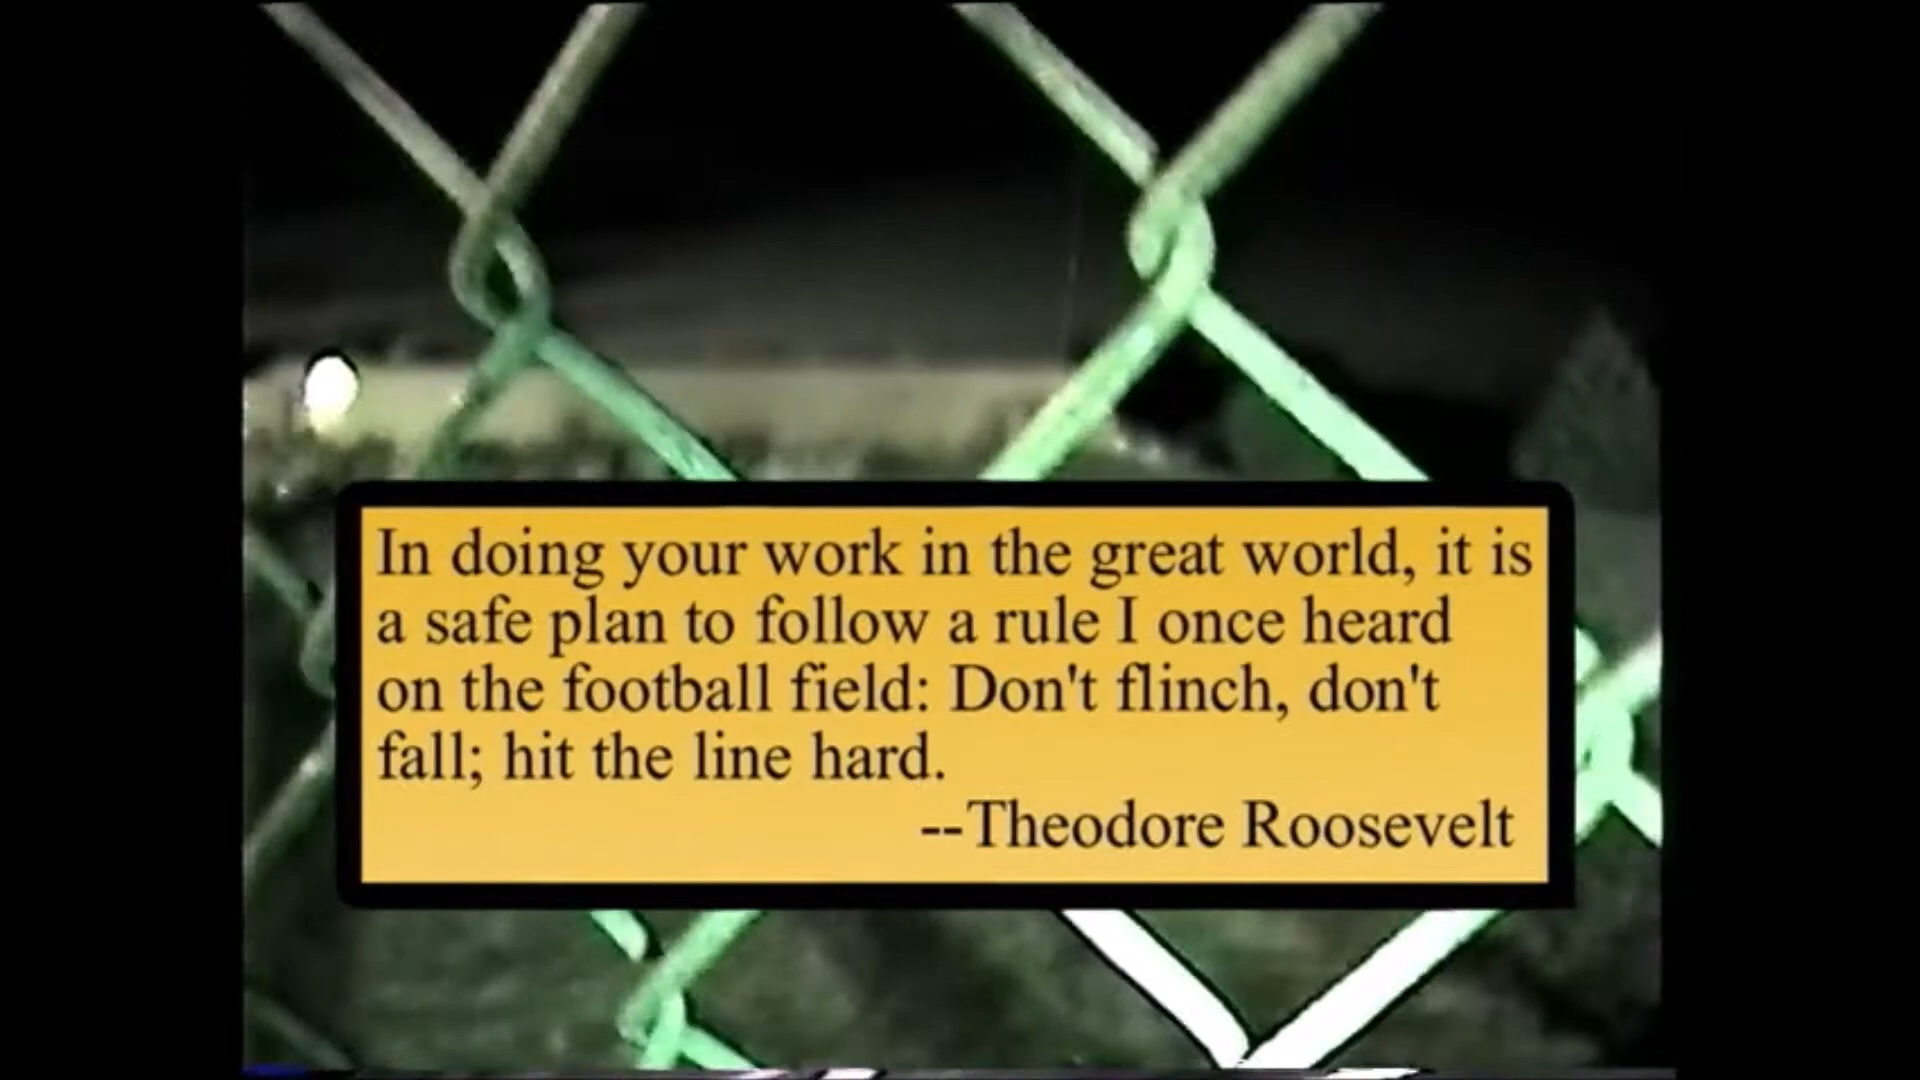 In doing your work in the great world, it is
a safe plan to follow a rule I once heard
on the football field: Don't flinch, don't
fall; hit the line hard.
--Theodore Roosevelt